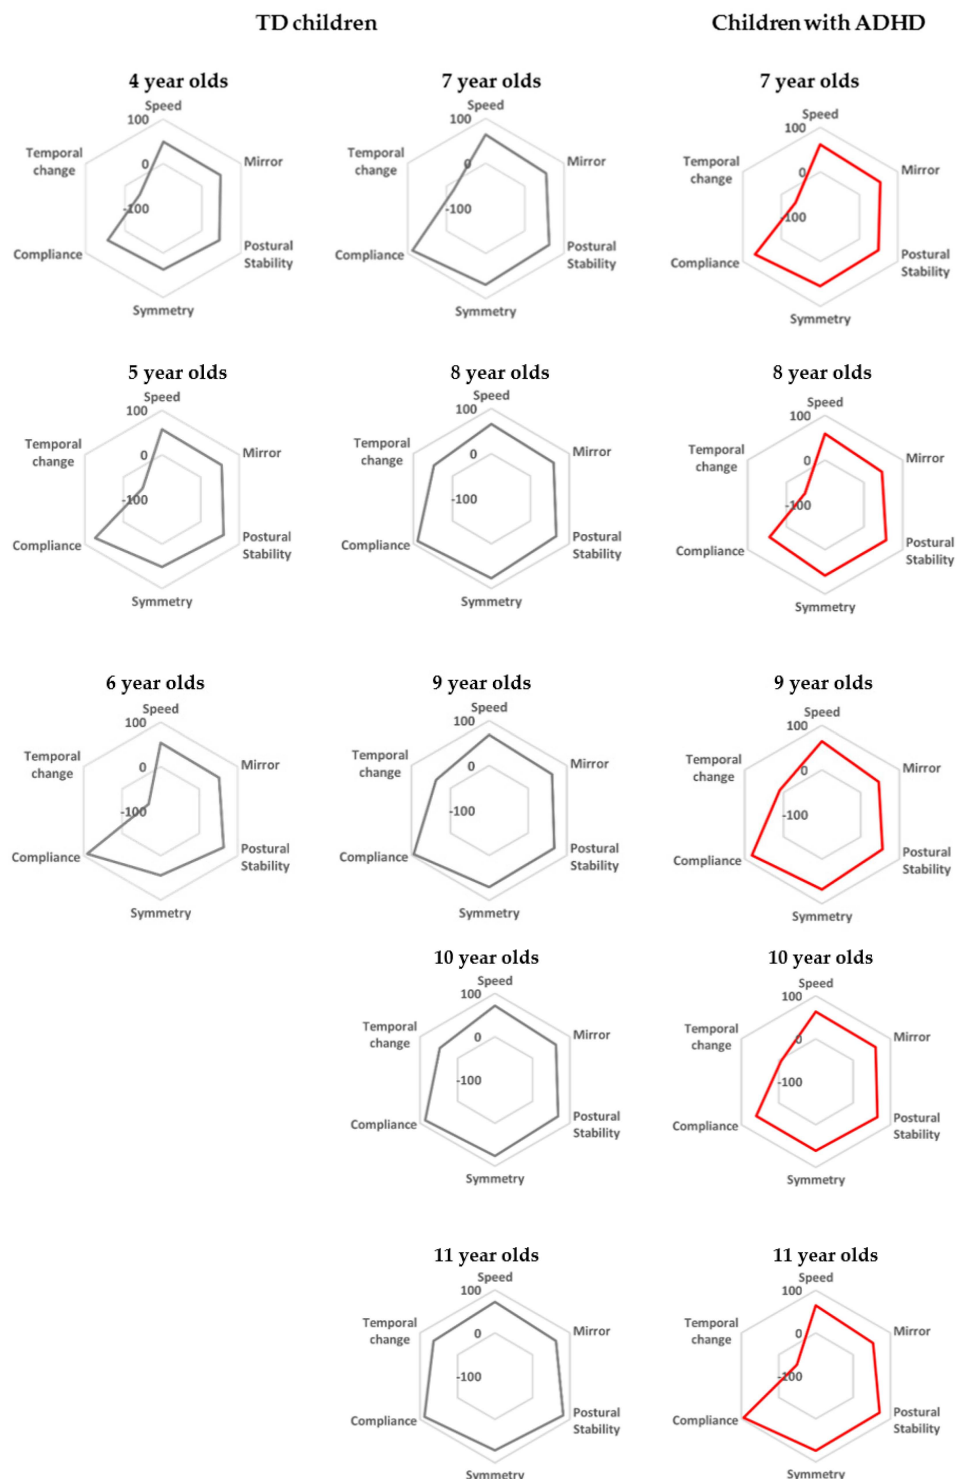 TD children
Children with ADHD
4 year olds
Speed
100
Temporal
change
0
Mirror
-100
Compliance
Postural
Stability
Symmetry
7 year olds
Speed
100
Temporal
change
0
Mirror
-100
Compliance
Postural
Stability
Symmetry
7 year olds
Speed
100
Temporal
change
0
Mirror
-100
Compliance
Postural
Stability
Symmetry
5 year olds
Speed
100
Temporal
change
0
Mirror
-100
Compliance
Postural
Stability
Symmetry
8 year olds
Speed
100
Temporal
change
0
Mirror
-100
Compliance
Postural
Stability
Symmetry
8 year olds
Speed
100
Temporal
change
0
Mirror
-100
Compliance
Postural
Stability
Symmetry
6 year olds
Speed
100
Temporal
change
0
Mirror
-100
Compliance
Postural
Stability
Symmetry
9 year olds
Speed
100
Temporal
change
0
Mirror
-100
Compliance
Postural
Stability
Symmetry
9 year olds
Speed
100
Temporal
change
0
Mirror
-100
Compliance
Postural
Stability
Symmetry
10 year olds
Speed
100
Temporal
change
0
Mirror
-100
Compliance
Postural
Stability
Symmetry
10 year olds
Speed
100
Temporal
change
0
Mirror
-100
Compliance
Postural
Stability
Symmetry
11 year olds
Speed
100
Temporal
change
0
Mirror
-100
Compliance
Postural
Stability
Symmetry
11 year olds
Speed
100
Temporal
change
0
Mirror
-100
Compliance
Postural
Stability
Symmetry